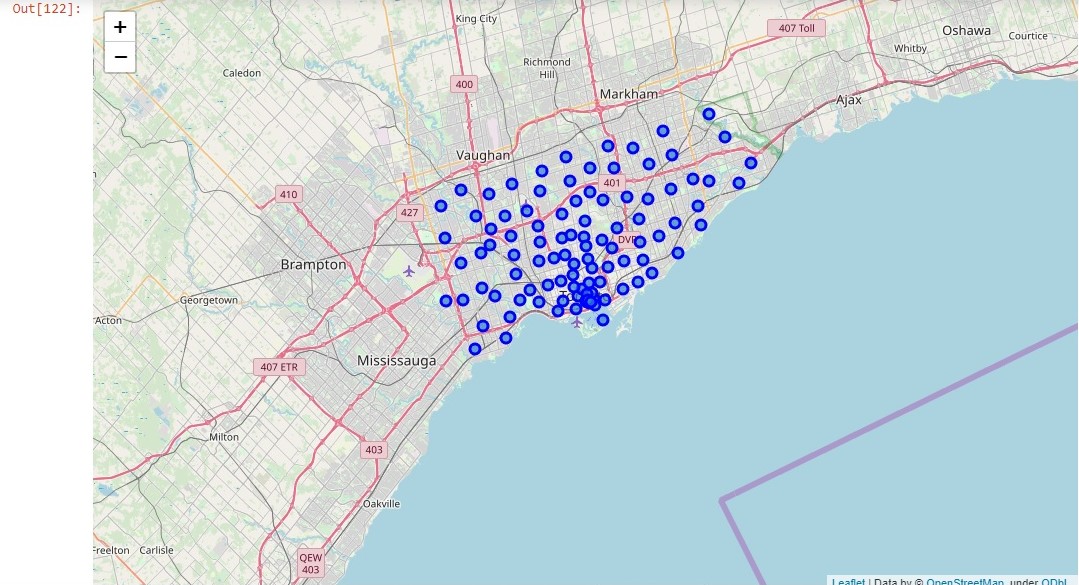 Out[122]:
+
−
King City
407 Toll
Oshawa
Courtice
Whitby
Richmond
Hill
Caledon
400
Markham
Ajax
Vaughan
401
410
427
DVP
Brampton
Georgetown
Acton
Mississauga
407 ETR
Milton
403
Oakville
Freelton
Carlisle
QEW
403
Leaflet | Data by © OpenStreetMap, under ODbL